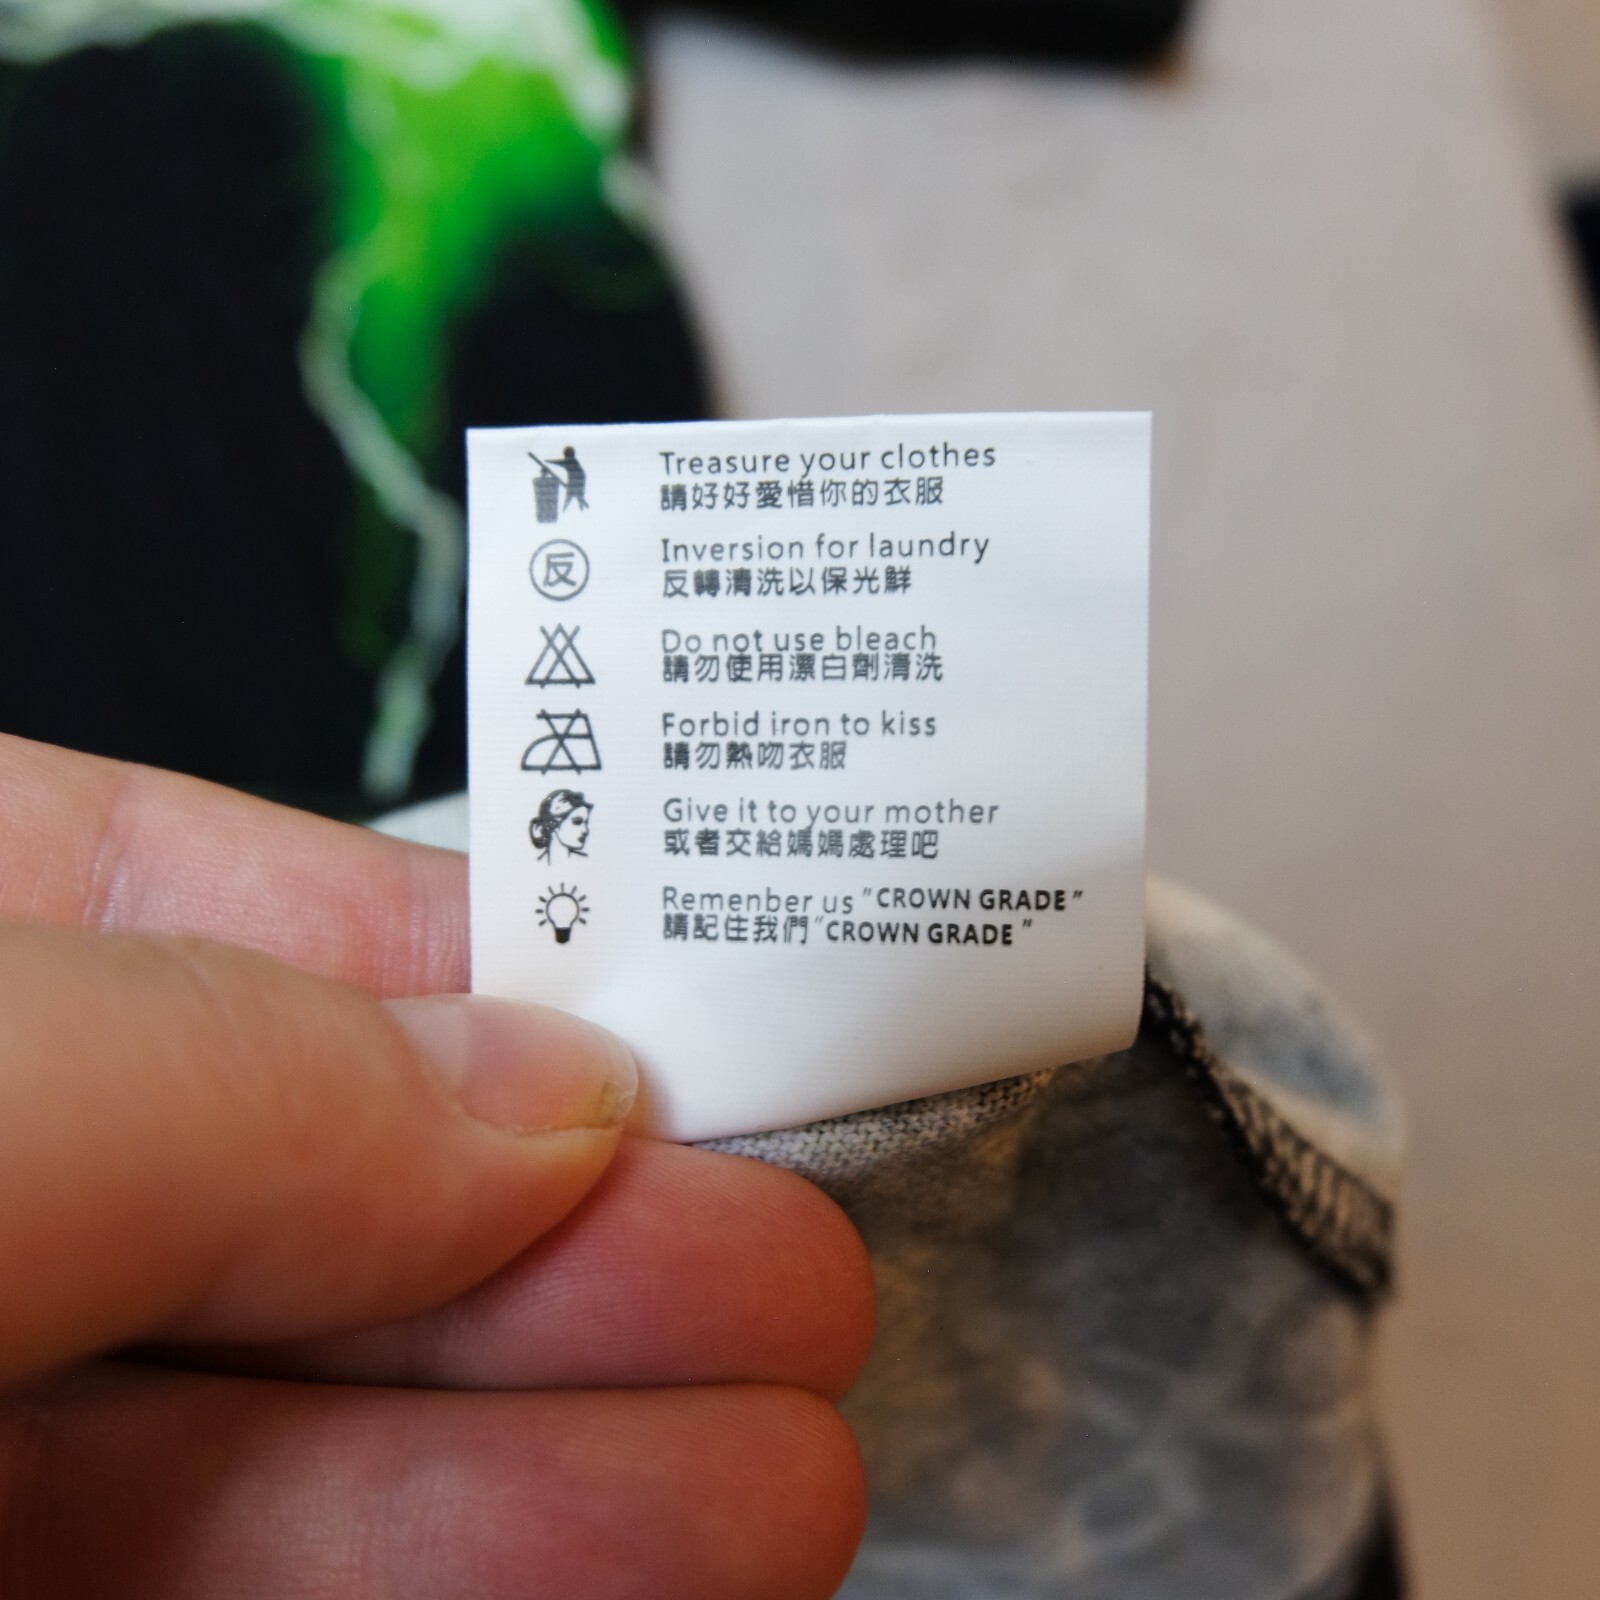 Treasure your clothes
請好好愛惜你的衣服
反
Inversion for laundry
反轉清洗以保光鮮
Do not use bleach
請勿使用漂白劑清洗
Forbid iron to kiss
請勿熱吻衣服
Give it to your mother
或者交給媽媽處理吧
Remenber us "CROWN GRADE"
請記住我們"CROWN GRADE"